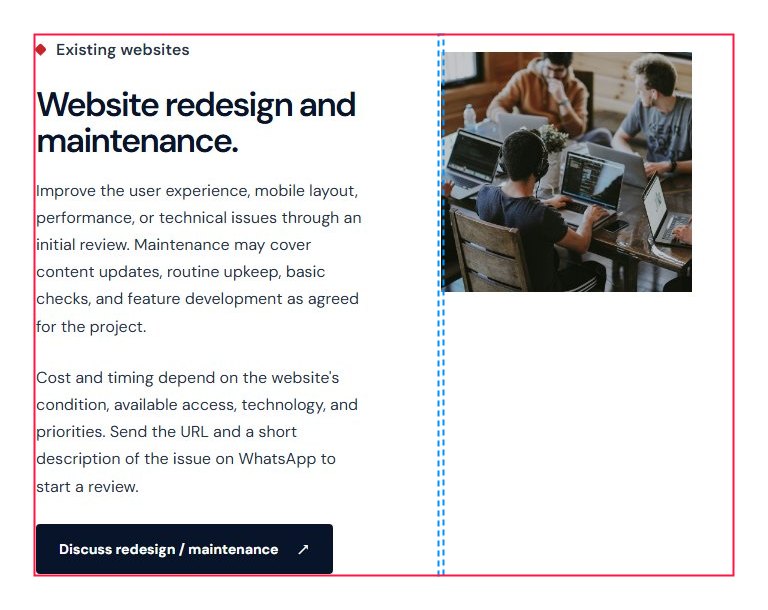 Existing websites
Website redesign and
maintenance.
Improve the user experience, mobile layout,
performance, or technical issues through an
initial review. Maintenance may cover
content updates, routine upkeep, basic
checks, and feature development as agreed
for the project.
Cost and timing depend on the website's
condition, available access, technology, and
priorities. Send the URL and a short
description of the issue on WhatsApp to
start a review.
Discuss redesign / maintenance ↗